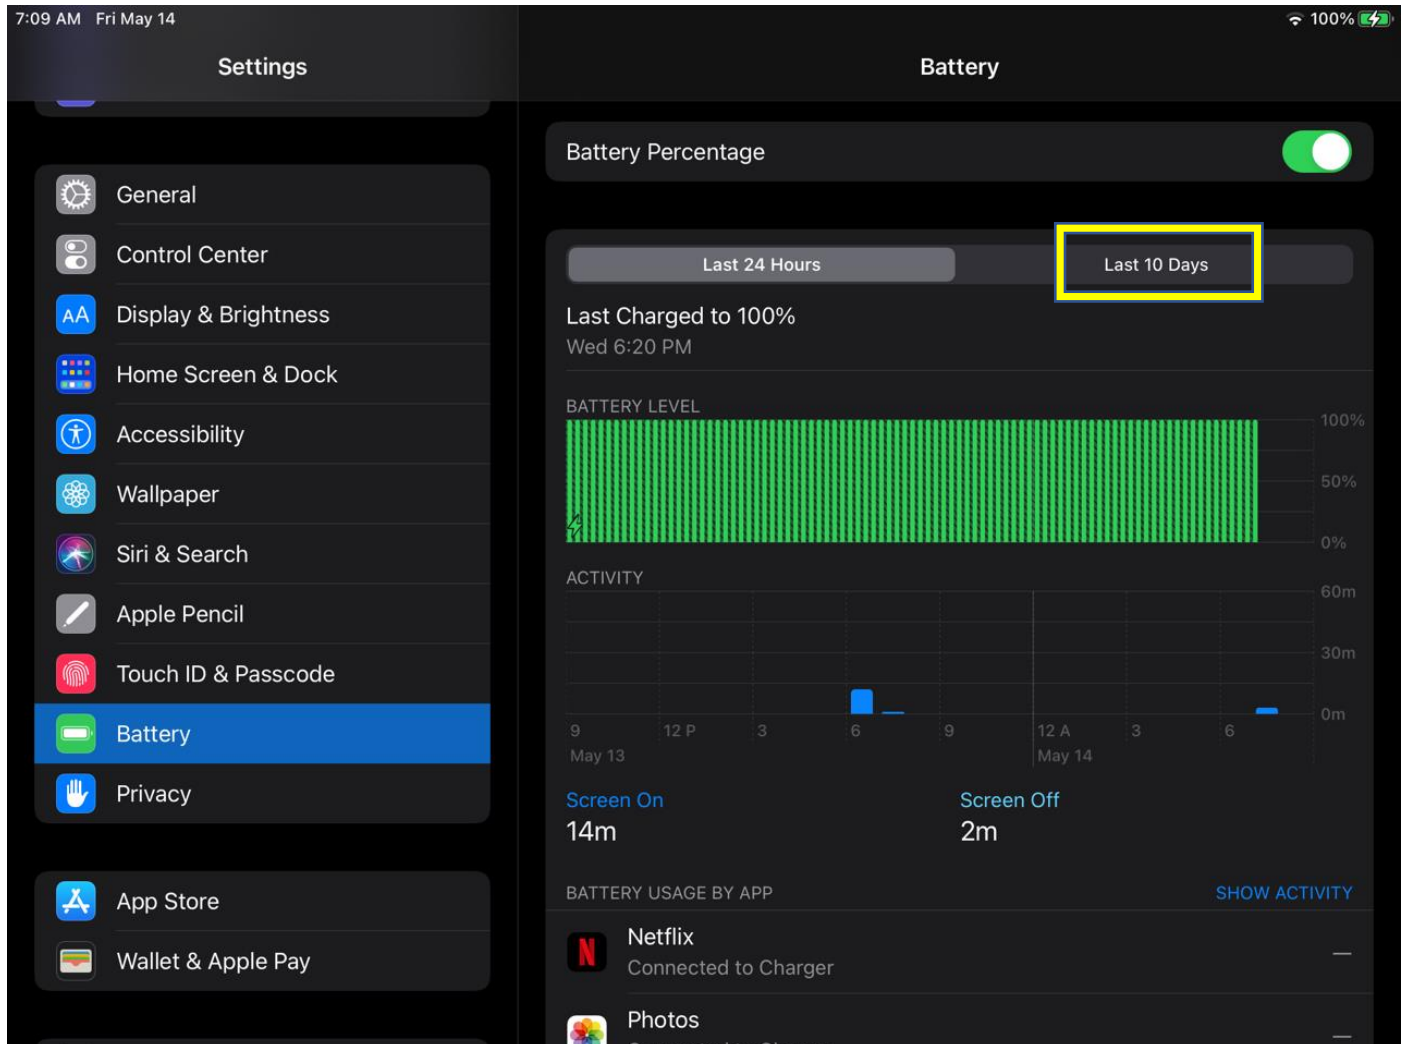 7:09 AM Fri May 14
100%
Settings
Battery
General
Control Center
AA Display & Brightness
Home Screen & Dock
Accessibility
Wallpaper
Siri & Search
Apple Pencil
Touch ID & Passcode
Battery
Privacy
App Store
Wallet & Apple Pay
Battery Percentage
Last 24 Hours Last 10 Days
Last Charged to 100%
Wed 6:20 PM
BATTERY LEVEL
100%
50%
0%
ACTIVITY
60m
30m
0m
9 12 P 3 6 9 12 A 3 6
May 13 May 14
Screen On Screen Off
14m 2m
BATTERY USAGE BY APP SHOW ACTIVITY
N Netflix
Connected to Charger
Photos